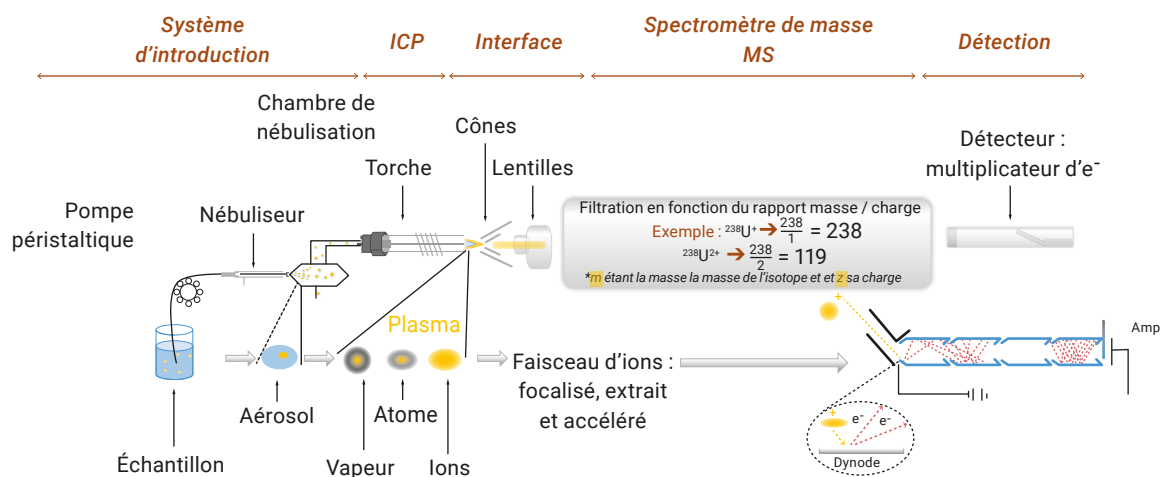 Système
d'introduction
ICP
Interface
Spectromètre de masse
MS
Détection
Chambre de
nébulisation
Cônes
Torche
Lentilles
Détecteur :
multiplicateur d'e⁻
Pompe
péristaltique
Nébuliseur
Filtration en fonction du rapport masse / charge
Exemple : ²³⁸U⁺ ➔ 238/1 = 238
²³⁸U²⁺ ➔ 238/2 = 119
*m étant la masse la masse de l'isotope et et z sa charge
+
Plasma
Amp
Faisceau d'ions :
focalisé, extrait
et accéléré
Aérosol
Atome
+
e⁻
e⁻
Dynode
Échantillon
Vapeur
Ions